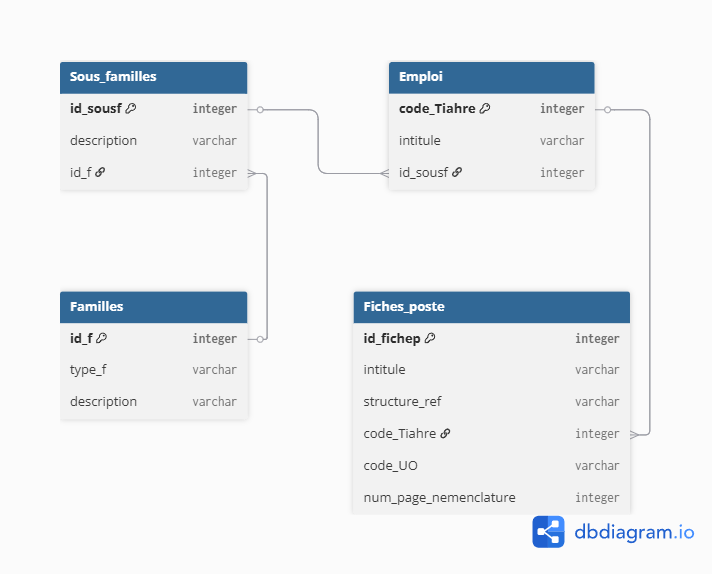 Sous_familles
id_sousf integer
description varchar
id_f integer
Emploi
code_Tiahre integer
intitule varchar
id_sousf integer
Familles
id_f integer
type_f varchar
description varchar
Fiches_poste
id_fichep integer
intitule varchar
structure_ref varchar
code_Tiahre integer
code_UO varchar
num_page_nemenclature integer
dbdiagram.io